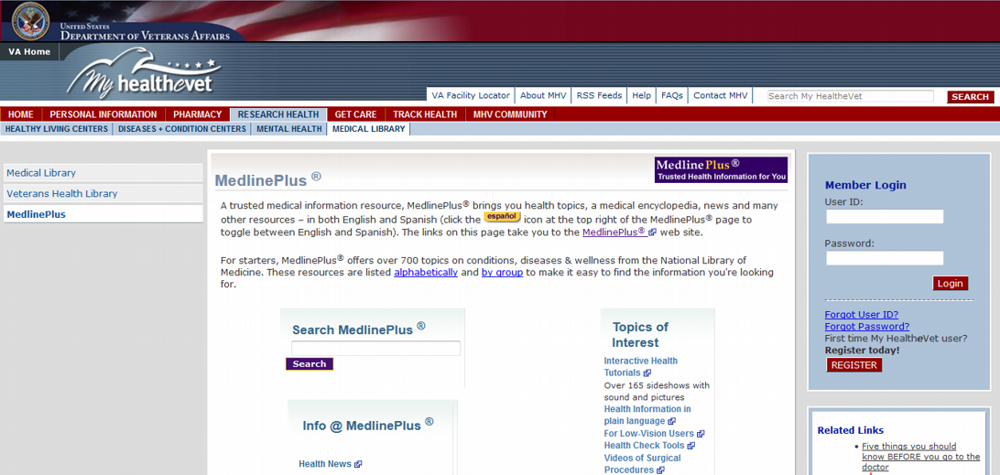 UNITED STATES
DEPARTMENT OF VETERANS AFFAIRS
VA Home
My healthevet
VA Facility Locator About MHV RSS Feeds Help FAQs Contact MHV Search My HealtheVet SEARCH
HOME PERSONAL INFORMATION PHARMACY RESEARCH HEALTH GET CARE TRACK HEALTH MHV COMMUNITY
HEALTHY LIVING CENTERS DISEASES + CONDITION CENTERS MENTAL HEALTH MEDICAL LIBRARY
Medical Library
Veterans Health Library
MedlinePlus
MedlinePlus ®
MedlinePlus®
Trusted Health Information for You
A trusted medical information resource, MedlinePlus® brings you health topics, a medical encyclopedia, news and many
other resources – in both English and Spanish (click the español icon at the top right of the MedlinePlus® page to
toggle between English and Spanish). The links on this page take you to the MedlinePlus® web site.
For starters, MedlinePlus® offers over 700 topics on conditions, diseases & wellness from the National Library of
Medicine. These resources are listed alphabetically and by group to make it easy to find the information you're looking
for.
Search MedlinePlus ®
Search
Info @ MedlinePlus ®
Health News
Topics of
Interest
Interactive Health
Tutorials
Over 165 sideshows with
sound and pictures
Health Information in
plain language
For Low-Vision Users
Health Check Tools
Videos of Surgical
Procedures
Member Login
User ID:
Password:
Login
Forgot User ID?
Forgot Password?
First time My HealtheVet user?
Register today!
REGISTER
Related Links
• Five things you should
know BEFORE you go to the
doctor